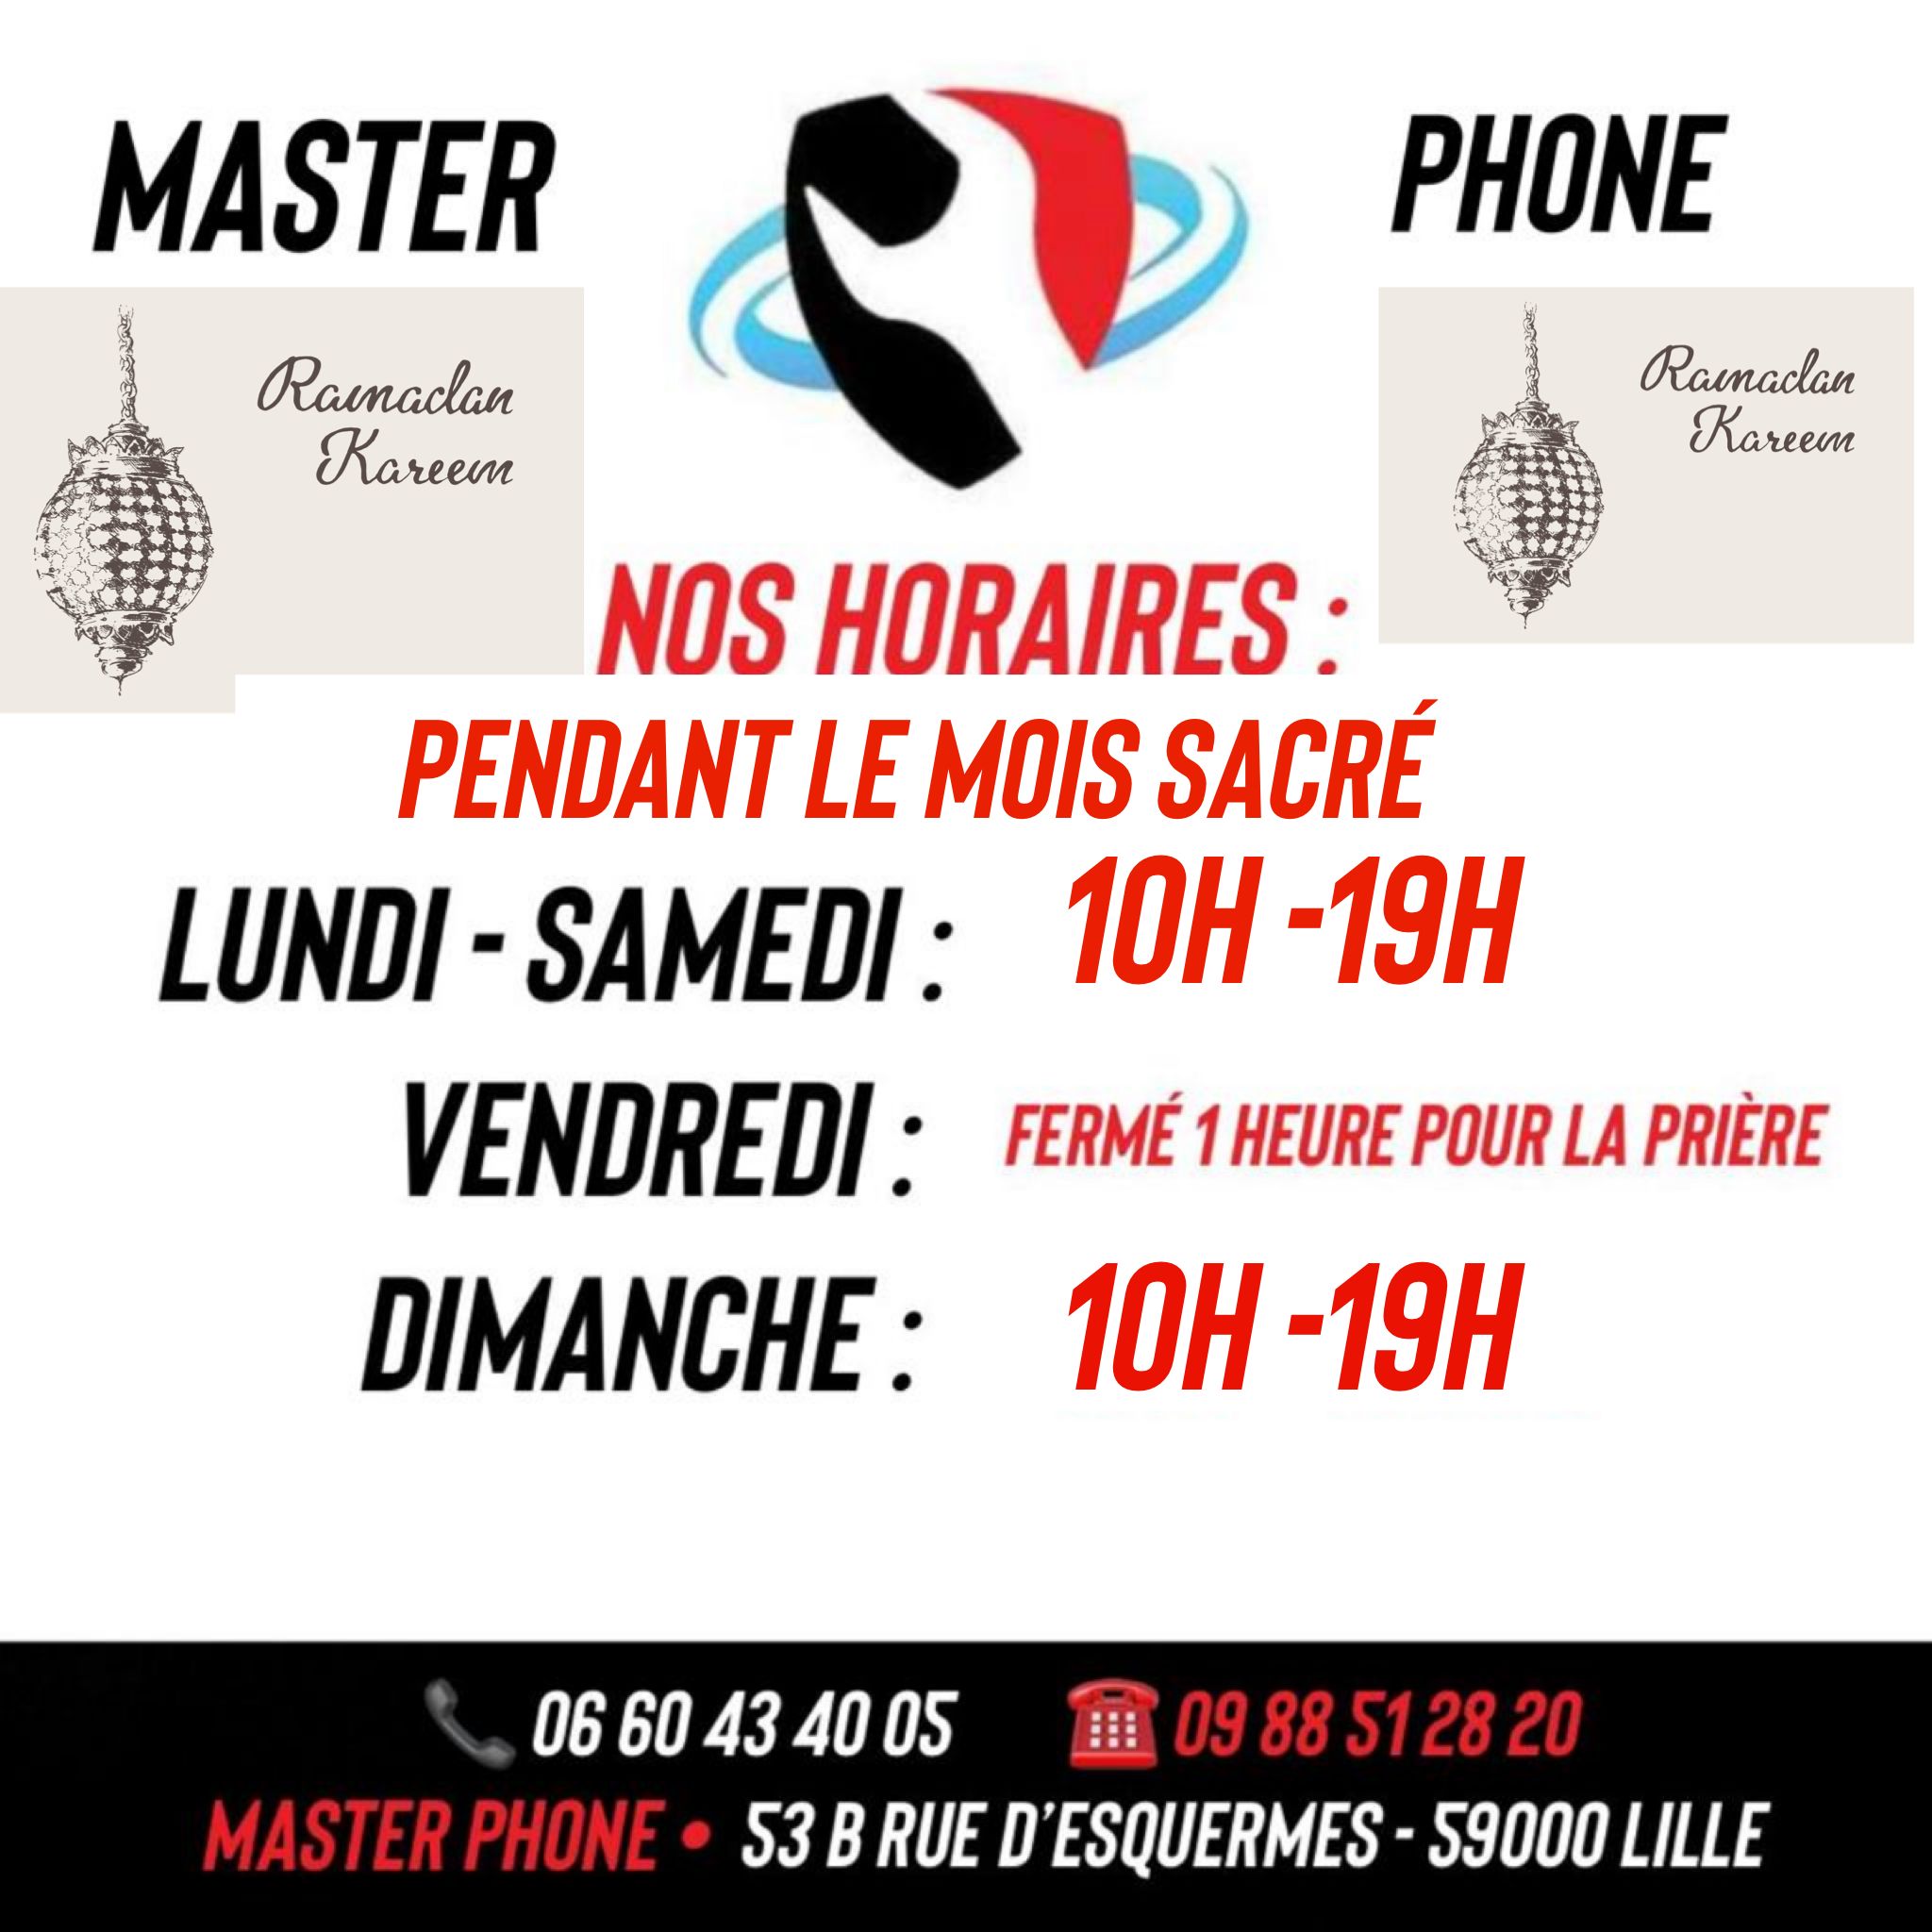 MASTER PHONE
Ramadan
Kareem
Ramadan
Kareem
NOS HORAIRES :
PENDANT LE MOIS SACRÉ
LUNDI - SAMEDI : 10H -19H
VENDREDI : FERMÉ 1 HEURE POUR LA PRIÈRE
DIMANCHE : 10H -19H
06 60 43 40 05 09 88 51 28 20
MASTER PHONE • 53 B RUE D'ESQUERMES - 59000 LILLE